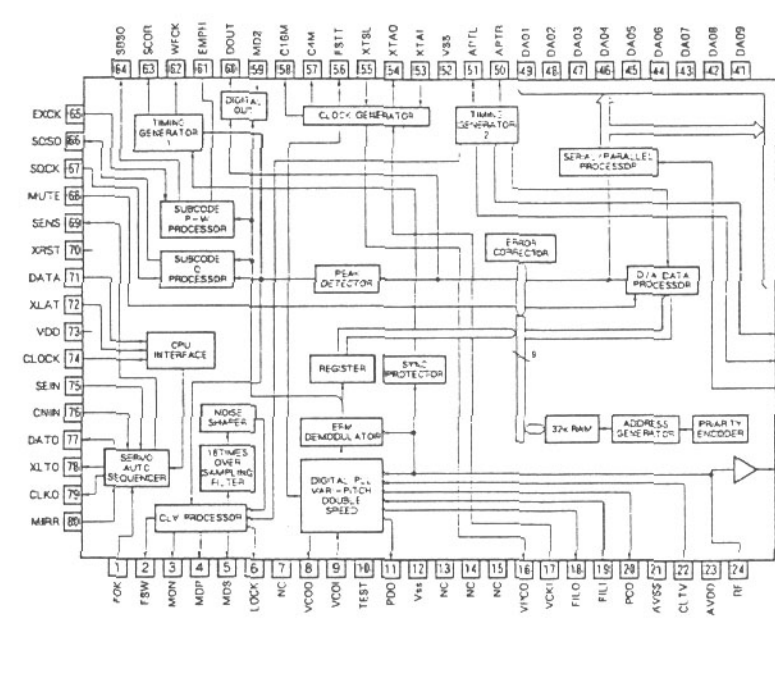 SBSO SCOR WFCK EMPHI DOUT MD2 C16M C4M FSTT XTSL XTAO XTAI VSS APTL APTR DA01 DA02 DA03 DA04 DA05 DA06 DA07 DA08 DA09
64 63 62 61 60 59 58 57 56 55 54 53 52 51 50 49 48 47 46 45 44 43 42 41
EXCK 65
66
67
MUTE 68
SENS 69
XRST 70
DATA 71
XLAT 72
VDD 73
CLOCK 74
SEIN 75
CNIN 76
DATO 77
XLTO 78
CLKO 79
MIRR 80
DIGITAL
OUT
TIMING
GENERATOR
1
CLOCK GENERATOR
TIMING
GENERATOR
2
SERIAL/PARALLEL
PROCESSOR
SUBCODE
P-W
PROCESSOR
ERROR
CORRECTOR
SUBCODE
Q
PROCESSOR
PEAK
DETECTOR
D/A DATA
PROCESSOR
CPU
INTERFACE
8
REGISTER
SYNC
PROTECTOR
NOISE
SHAPER
EFM
DEMODULATOR
32K RAM
ADDRESS
GENERATOR
PRIARITY
ENCODER
SERVO
AUTO
SEQUENCER
18TIMES
OVER
SAMPLING
FILTER
DIGITAL PLL
VARI-PITCH
DOUBLE
SPEED
CLV PROCESSOR
1 2 3 4 5 6 7 8 9 10 11 12 13 14 15 16 17 18 19 20 21 22 23 24
FOK FSW MON MDP MDS LOCK NC VCOO VCOI TEST PDO Vss NC NC NC VPCO VCKI FILO FILI PCO AVSS CLTV AVDD RF